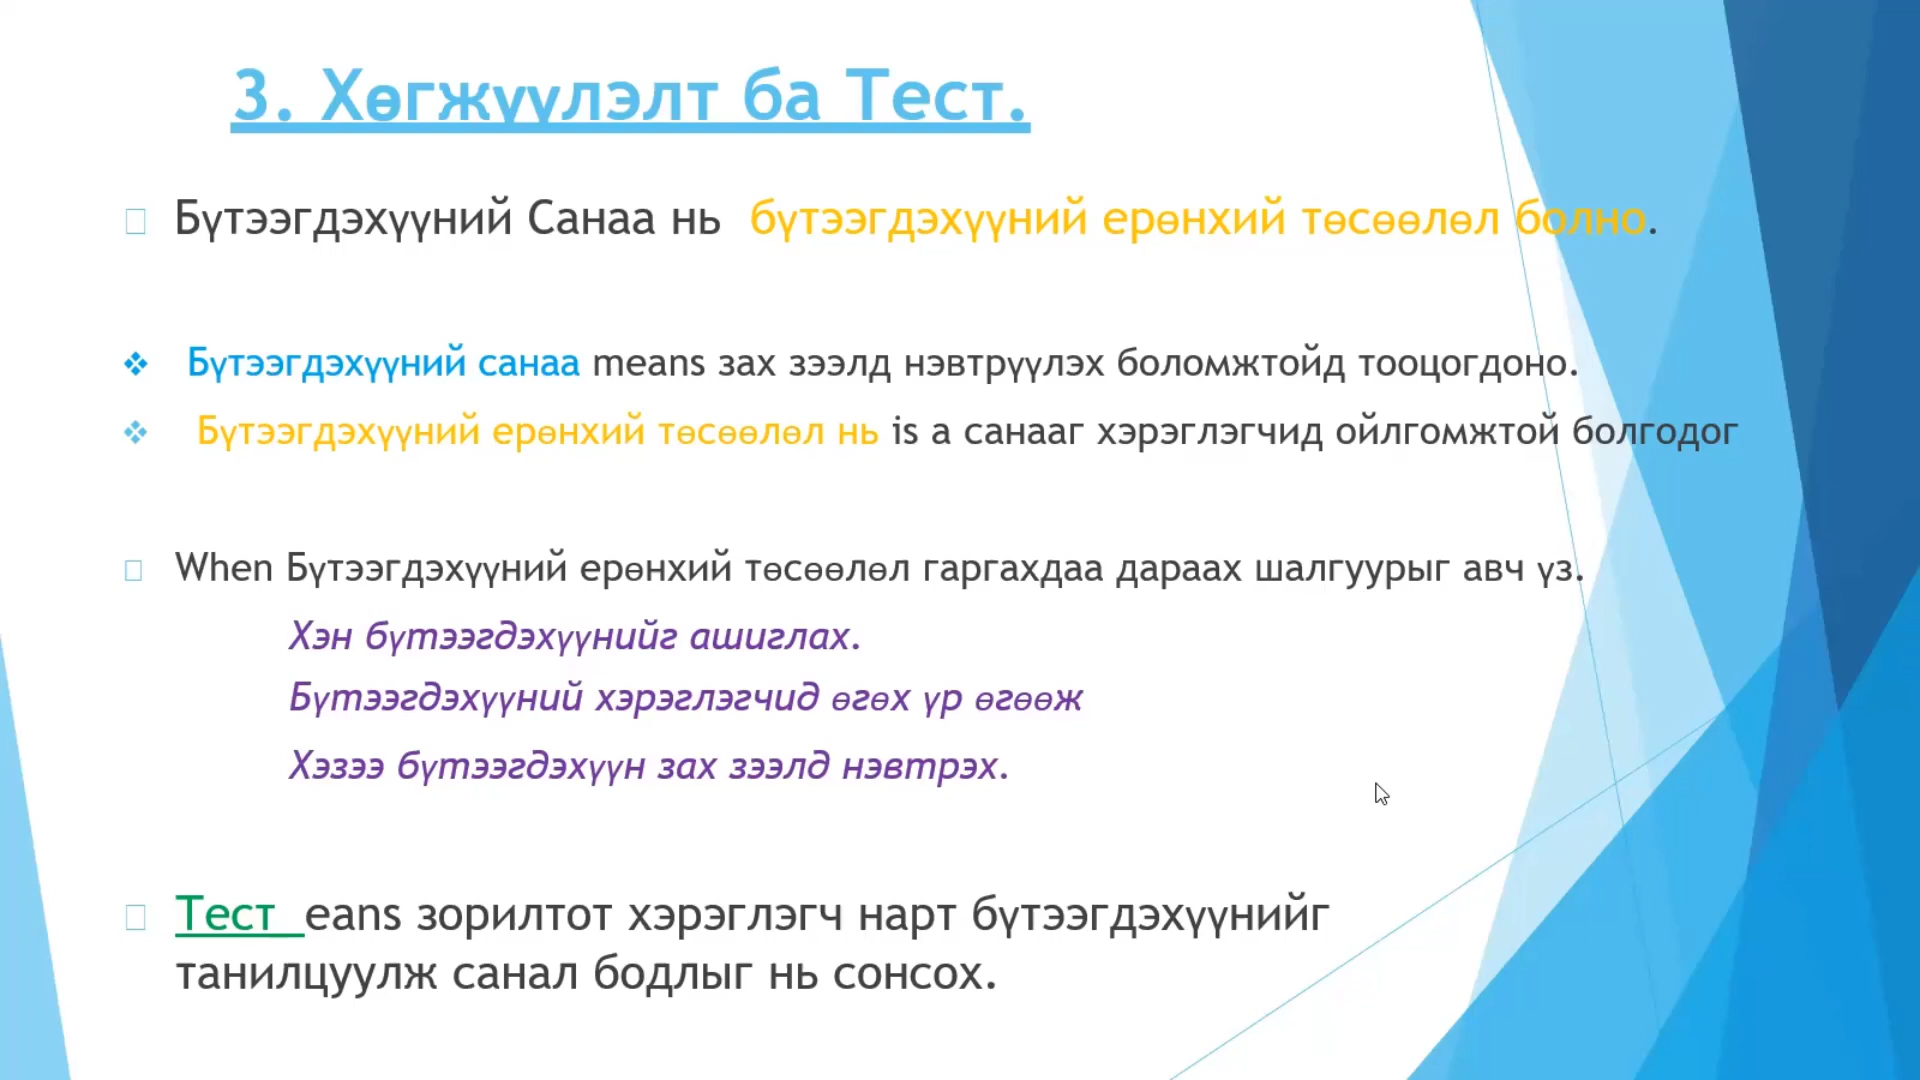 3. Хөгжүүлэлт ба Тест.
Бүтээгдэхүүний Санаа нь бүтээгдэхүүний ерөнхий төсөөлөл болно.
Бүтээгдэхүүний санаа means зах зээлд нэвтрүүлэх боломжтойд тооцогдоно.
Бүтээгдэхүүний ерөнхий төсөөлөл нь is a санааг хэрэглэгчид ойлгомжтой болгодог
When Бүтээгдэхүүний ерөнхий төсөөлөл гаргахдаа дараах шалгуурыг авч үз.
Хэн бүтээгдэхүүнийг ашиглах.
Бүтээгдэхүүний хэрэглэгчид өгөх үр өгөөж
Хэзээ бүтээгдэхүүн зах зээлд нэвтрэх.
Тест eans зорилтот хэрэглэгч нарт бүтээгдэхүүнийг
танилцуулж санал бодлыг нь сонсох.